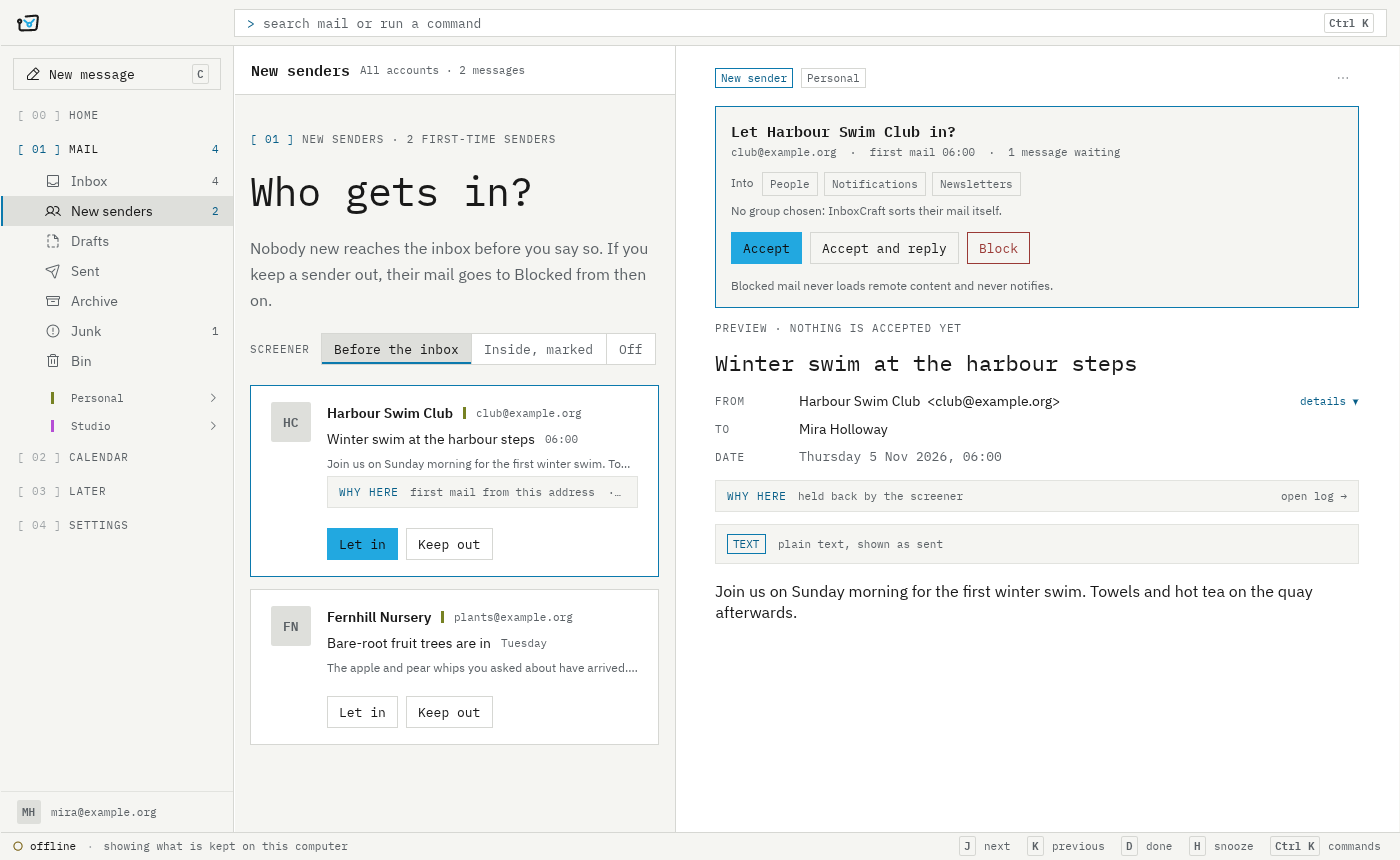 > search mail or run a command
Ctrl K
New message
C
[ 00 ] HOME
[ 01 ] MAIL 4
Inbox 4
New senders 2
Drafts
Sent
Archive
Junk 1
Bin
Personal
Studio
[ 02 ] CALENDAR
[ 03 ] LATER
[ 04 ] SETTINGS
MH mira@example.org
New senders All accounts · 2 messages
[ 01 ] NEW SENDERS · 2 FIRST-TIME SENDERS
Who gets in?
Nobody new reaches the inbox before you say so. If you
keep a sender out, their mail goes to Blocked from then
on.
SCREENER Before the inbox Inside, marked Off
HC
Harbour Swim Club club@example.org
Winter swim at the harbour steps 06:00
Join us on Sunday morning for the first winter swim. To…
WHY HERE first mail from this address ·…
Let in Keep out
FN
Fernhill Nursery plants@example.org
Bare-root fruit trees are in Tuesday
The apple and pear whips you asked about have arrived.…
Let in Keep out
New sender Personal ···
Let Harbour Swim Club in?
club@example.org · first mail 06:00 · 1 message waiting
Into People Notifications Newsletters
No group chosen: InboxCraft sorts their mail itself.
Accept Accept and reply Block
Blocked mail never loads remote content and never notifies.
PREVIEW · NOTHING IS ACCEPTED YET
Winter swim at the harbour steps
FROM Harbour Swim Club <club@example.org> details ▾
TO Mira Holloway
DATE Thursday 5 Nov 2026, 06:00
WHY HERE held back by the screener open log →
TEXT plain text, shown as sent
Join us on Sunday morning for the first winter swim. Towels and hot tea on the quay
afterwards.
offline · showing what is kept on this computer
J next K previous D done H snooze Ctrl K commands